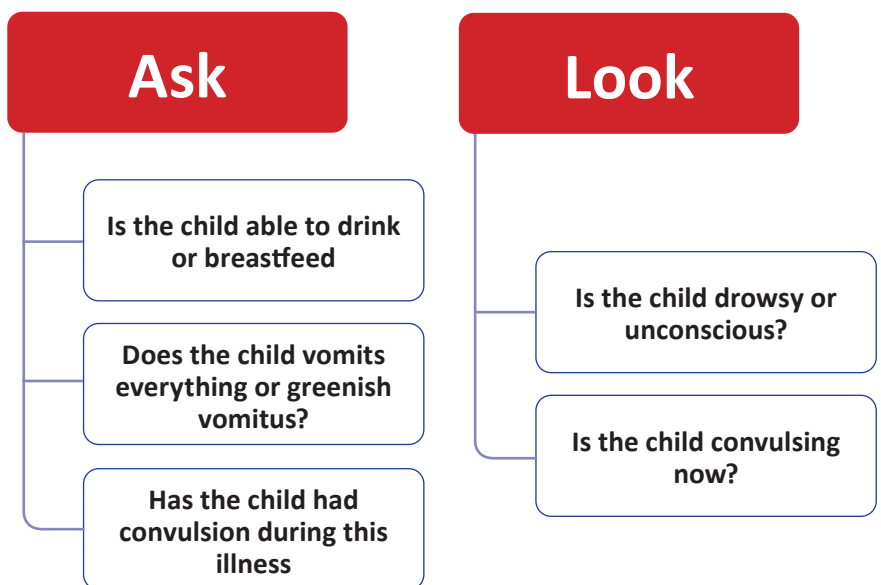 Ask
Is the child able to drink
or breastfeed
Does the child vomits
everything or greenish
vomitus?
Has the child had
convulsion during this
illness
Look
Is the child drowsy or
unconscious?
Is the child convulsing
now?